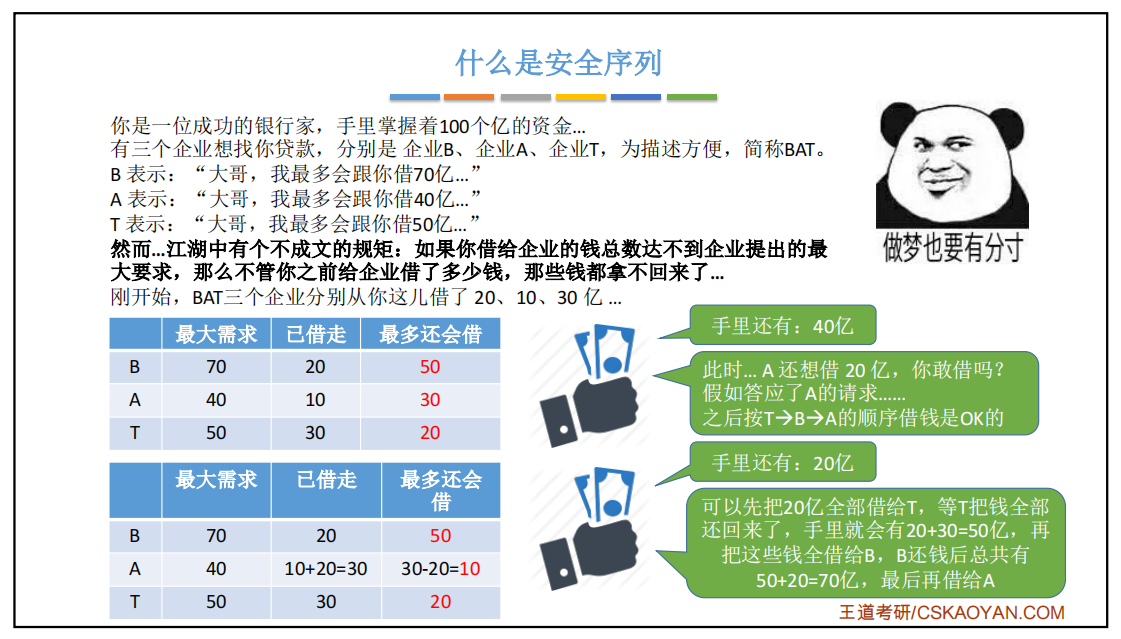 什么是安全序列
你是一位成功的银行家，手里掌握着100个亿的资金…
有三个企业想找你贷款，分别是 企业B、企业A、企业T，为描述方便，简称BAT。
B 表示：“大哥，我最多会跟你借70亿…”
A 表示：“大哥，我最多会跟你借40亿…”
T 表示：“大哥，我最多会跟你借50亿…”
然而…江湖中有个不成文的规矩：如果你借给企业的钱总数达不到企业提出的最
大要求，那么不管你之前给企业借了多少钱，那些钱都拿不回来了…
刚开始，BAT三个企业分别从你这儿借了 20、10、30 亿 …
做梦也要有分寸
最大需求 已借走 最多还会借
B 70 20 50
A 40 10 30
T 50 30 20
手里还有：40亿
此时… A 还想借 20 亿，你敢借吗？
假如答应了A的请求……
之后按T→B→A的顺序借钱是OK的
最大需求 已借走 最多还会
借
B 70 20 50
A 40 10+20=30 30-20=10
T 50 30 20
手里还有：20亿
可以先把20亿全部借给T，等T把钱全部
还回来了，手里就会有20+30=50亿，再
把这些钱全借给B，B还钱后总共有
50+20=70亿，最后再借给A
王道考研/CSKAOYAN.COM